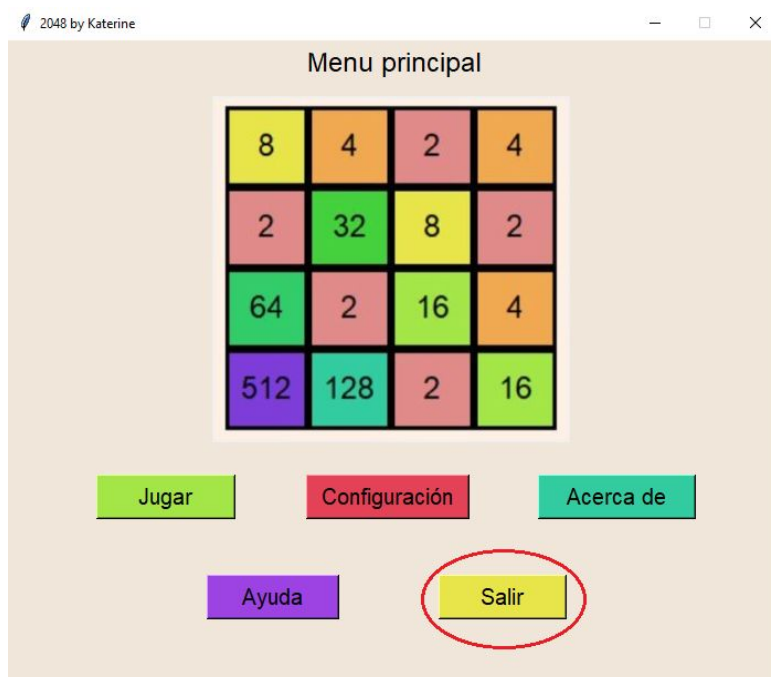 2048 by Katerine
Menu principal
8 4 2 4
2 32 8 2
64 2 16 4
512 128 2 16
Jugar Configuración Acerca de
Ayuda Salir